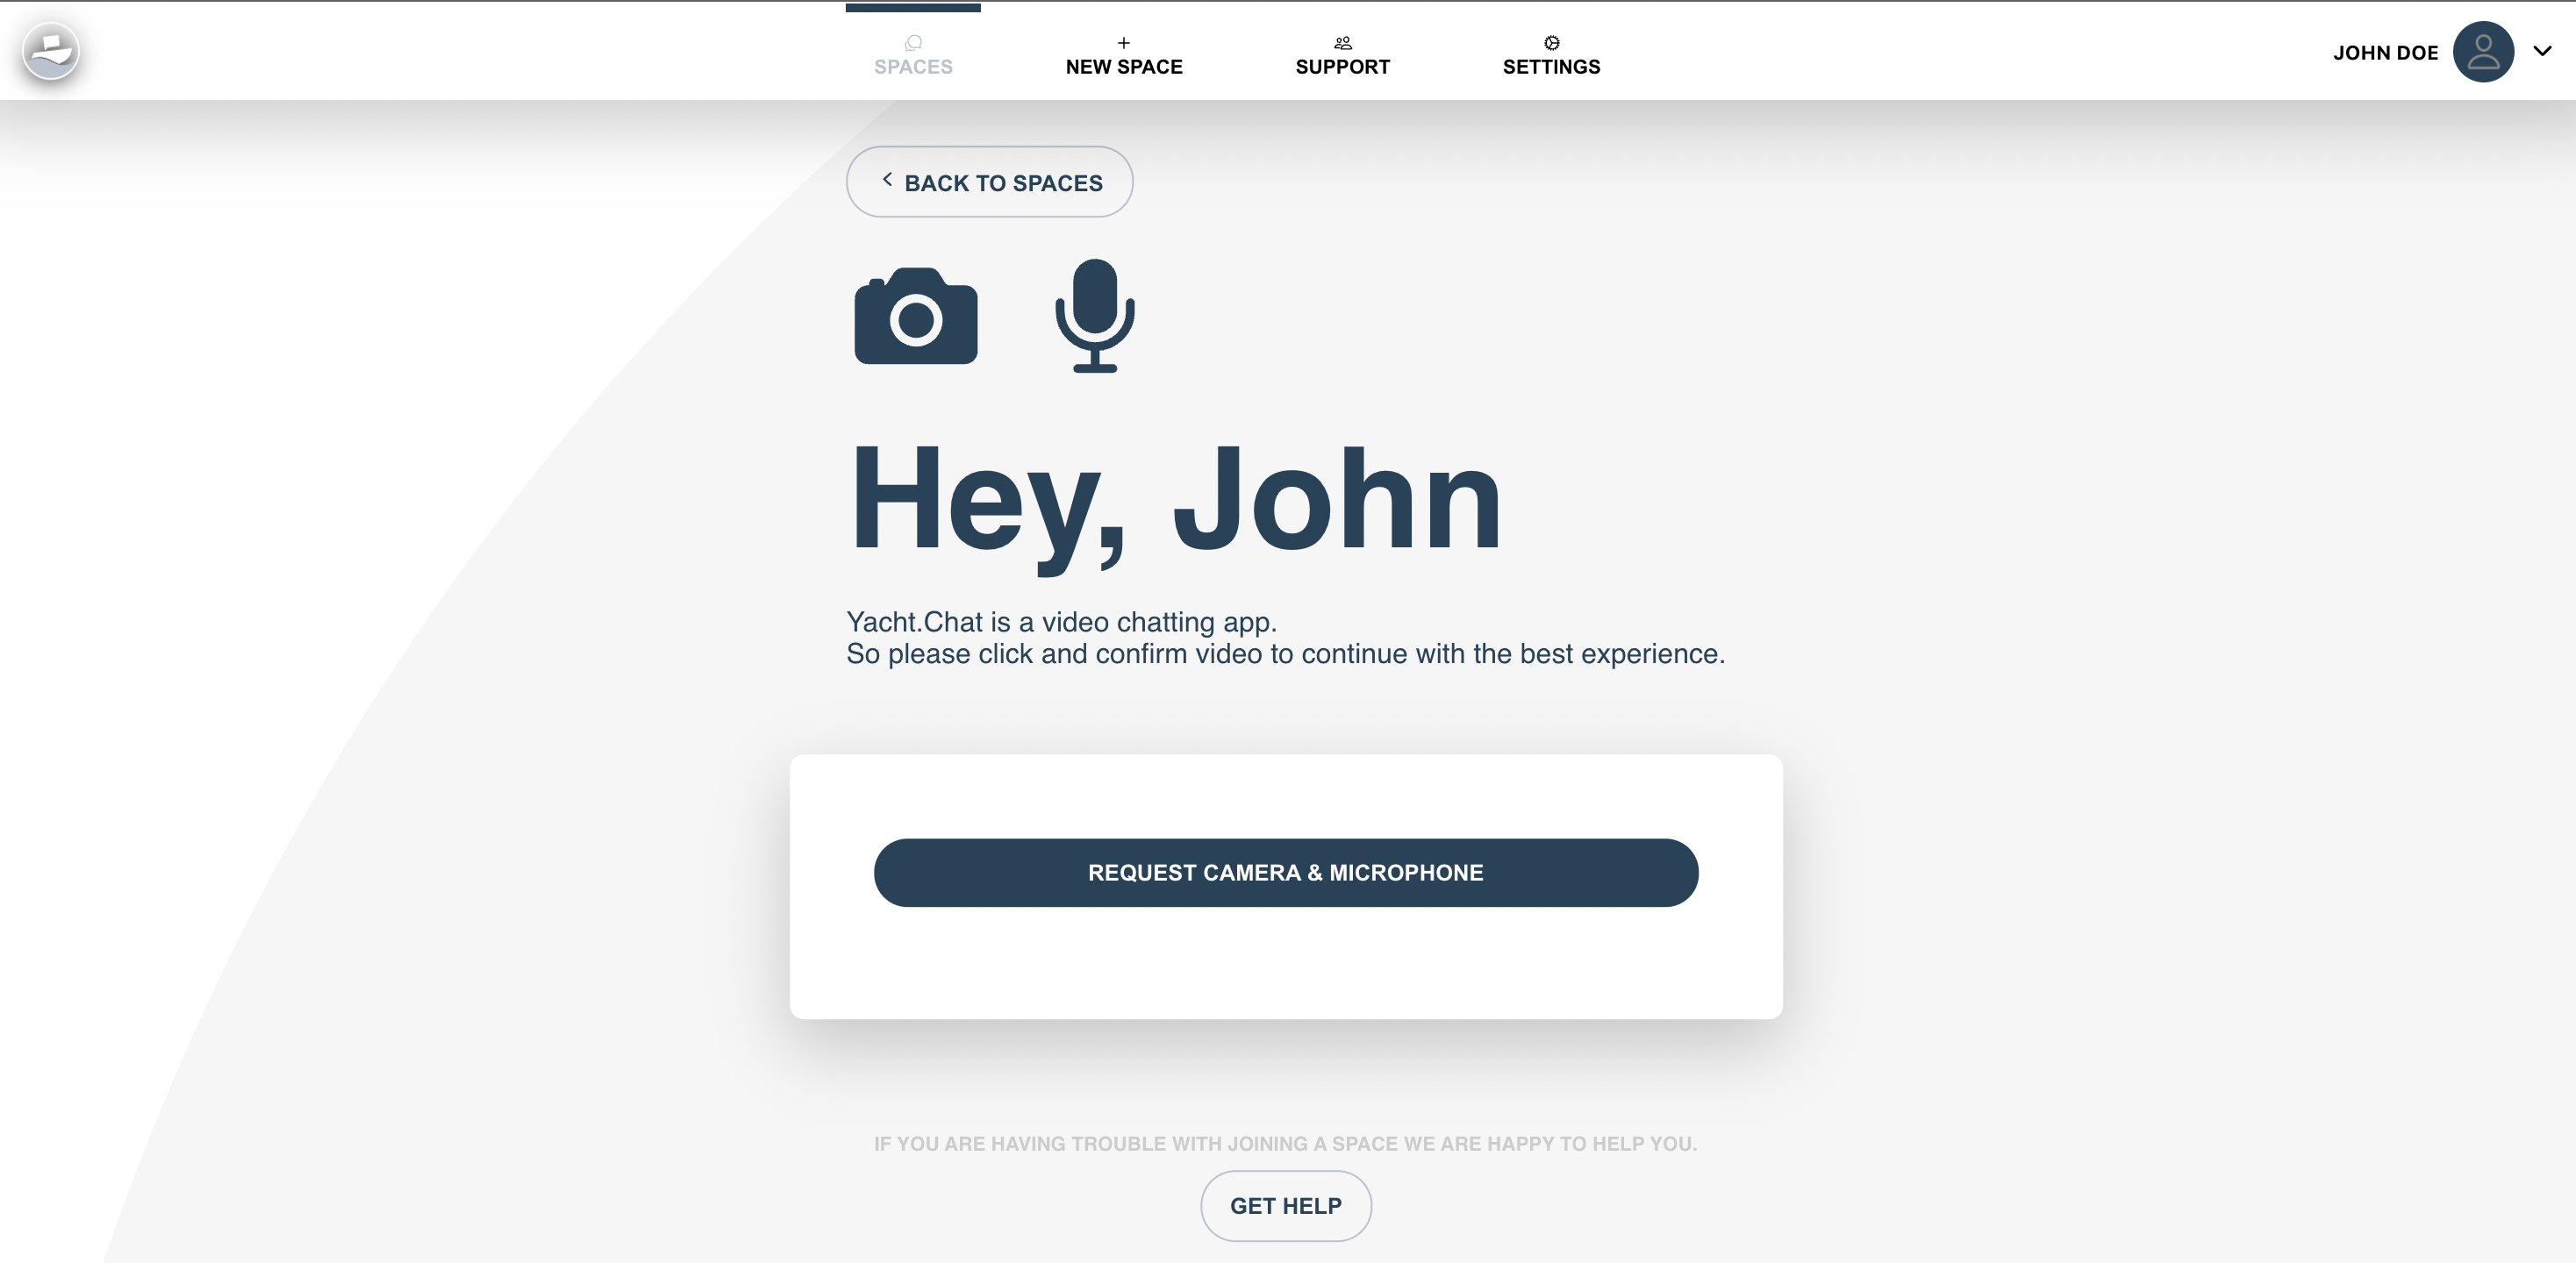 SPACES
NEW SPACE
SUPPORT
SETTINGS
JOHN DOE
BACK TO SPACES
Hey, John
Yacht.Chat is a video chatting app.
So please click and confirm video to continue with the best experience.
REQUEST CAMERA & MICROPHONE
IF YOU ARE HAVING TROUBLE WITH JOINING A SPACE WE ARE HAPPY TO HELP YOU.
GET HELP